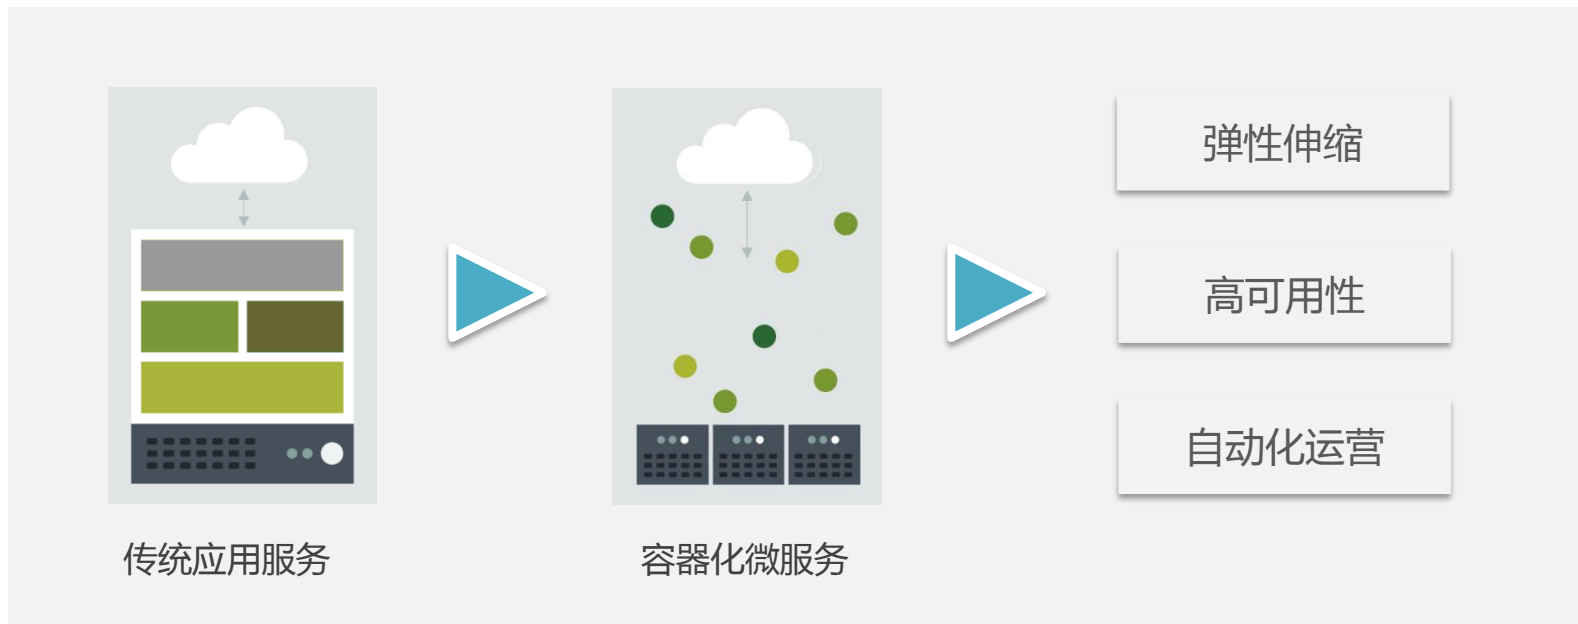 弹性伸缩
高可用性
自动化运营
传统应用服务
容器化微服务